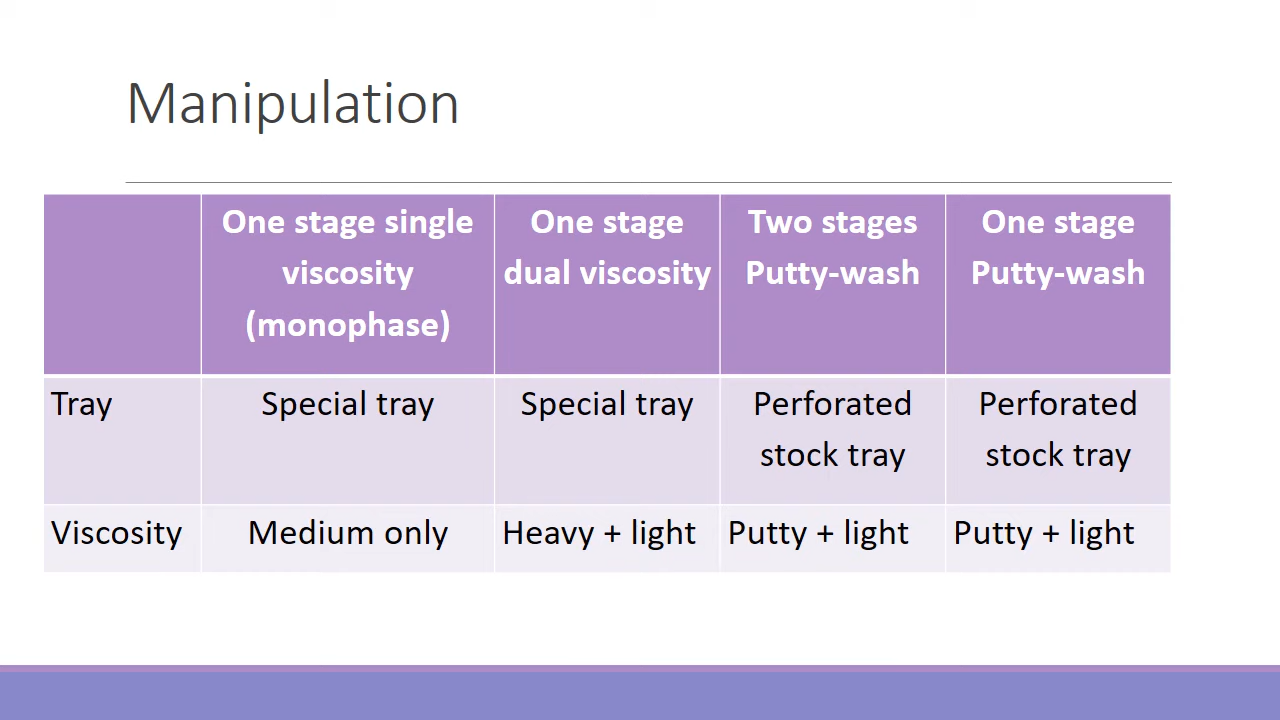 Manipulation
One stage single viscosity (monophase)
One stage dual viscosity
Two stages Putty-wash
One stage Putty-wash
Tray
Special tray
Special tray
Perforated stock tray
Perforated stock tray
Viscosity
Medium only
Heavy + light
Putty + light
Putty + light